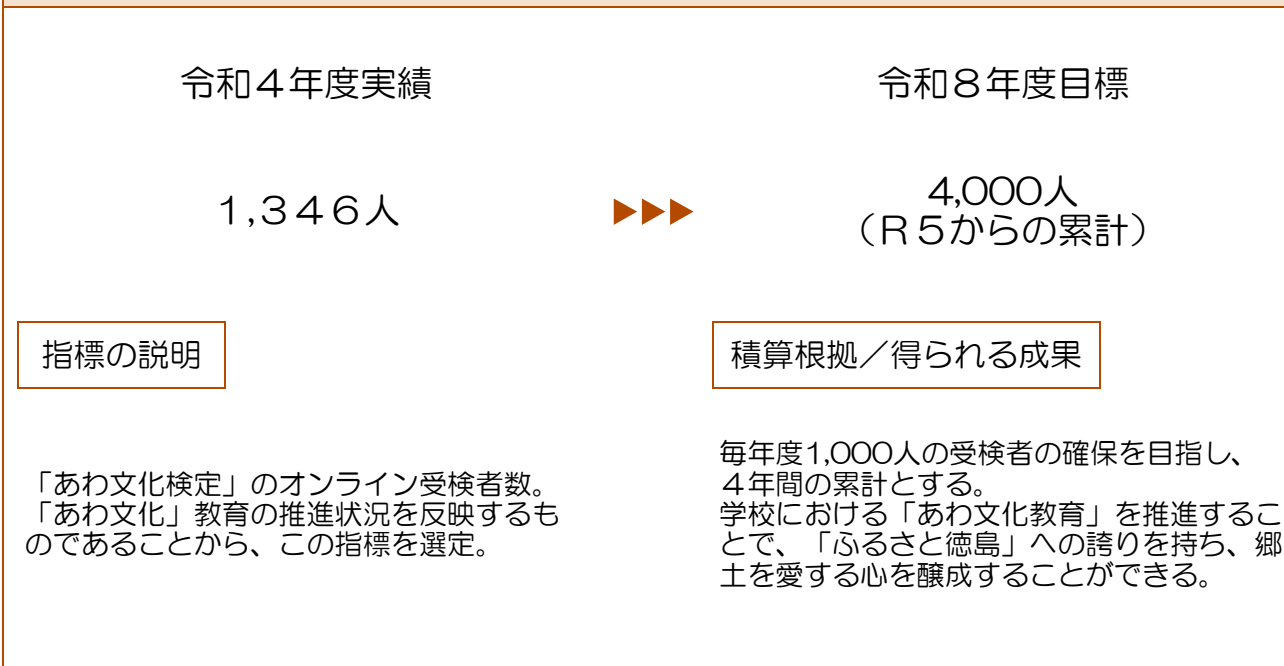 令和４年度実績
令和８年度目標
１,３４６人
▶▶▶
4,000人
（Ｒ５からの累計）
指標の説明
積算根拠／得られる成果
「あわ文化検定」のオンライン受検者数。
「あわ文化」教育の推進状況を反映するも
のであることから、この指標を選定。
毎年度1,000人の受検者の確保を目指し、
４年間の累計とする。
学校における「あわ文化教育」を推進するこ
とで、「ふるさと徳島」への誇りを持ち、郷
土を愛する心を醸成することができる。